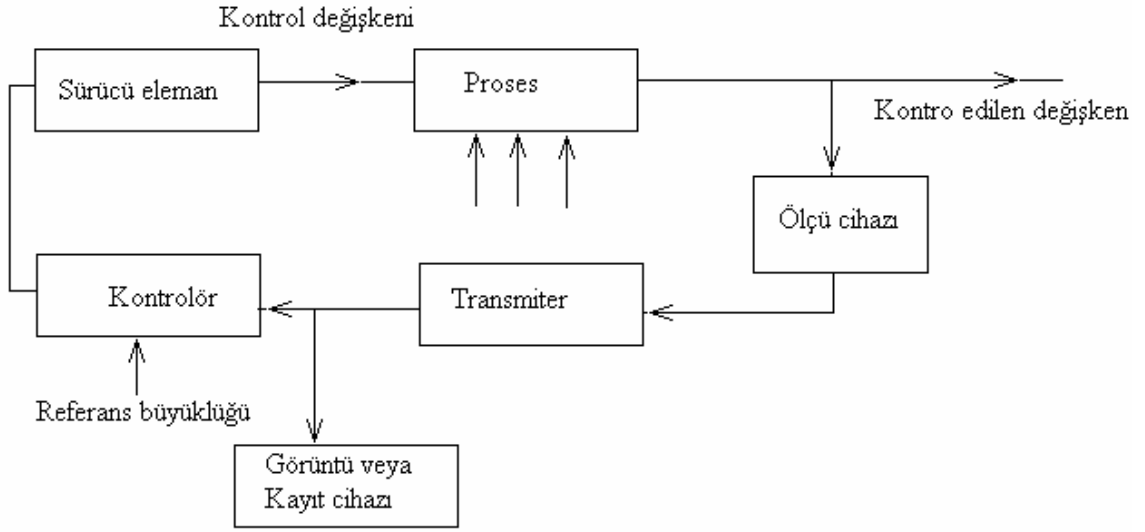 Kontrol değişkeni
Sürücü eleman
Proses
Kontro edilen değişken
Ölçü cihazı
Kontrolör
Transmiter
Referans büyüklüğü
Görüntü veya
Kayıt cihazı